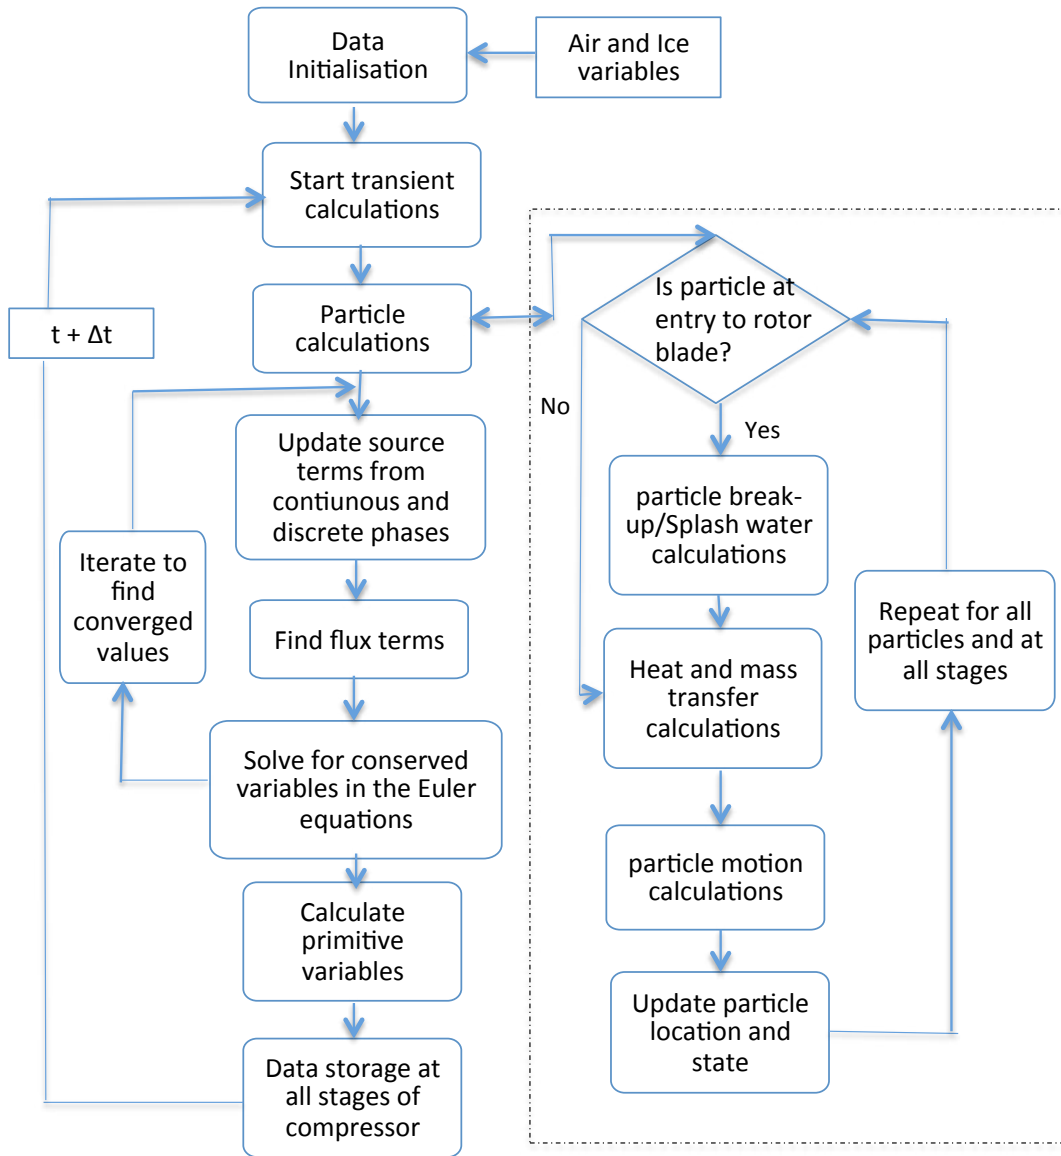 Data
Initialisation
Air and Ice
variables
Start transient
calculations
t + Δt
Particle
calculations
Is particle at
entry to rotor
blade?
No
Yes
Update source
terms from
contiunous and
discrete phases
particle break-
up/Splash water
calculations
Iterate to
find
converged
values
Find flux terms
Heat and mass
transfer
calculations
Repeat for all
particles and at
all stages
Solve for conserved
variables in the Euler
equations
particle motion
calculations
Calculate
primitive
variables
Update particle
location and
state
Data storage at
all stages of
compressor